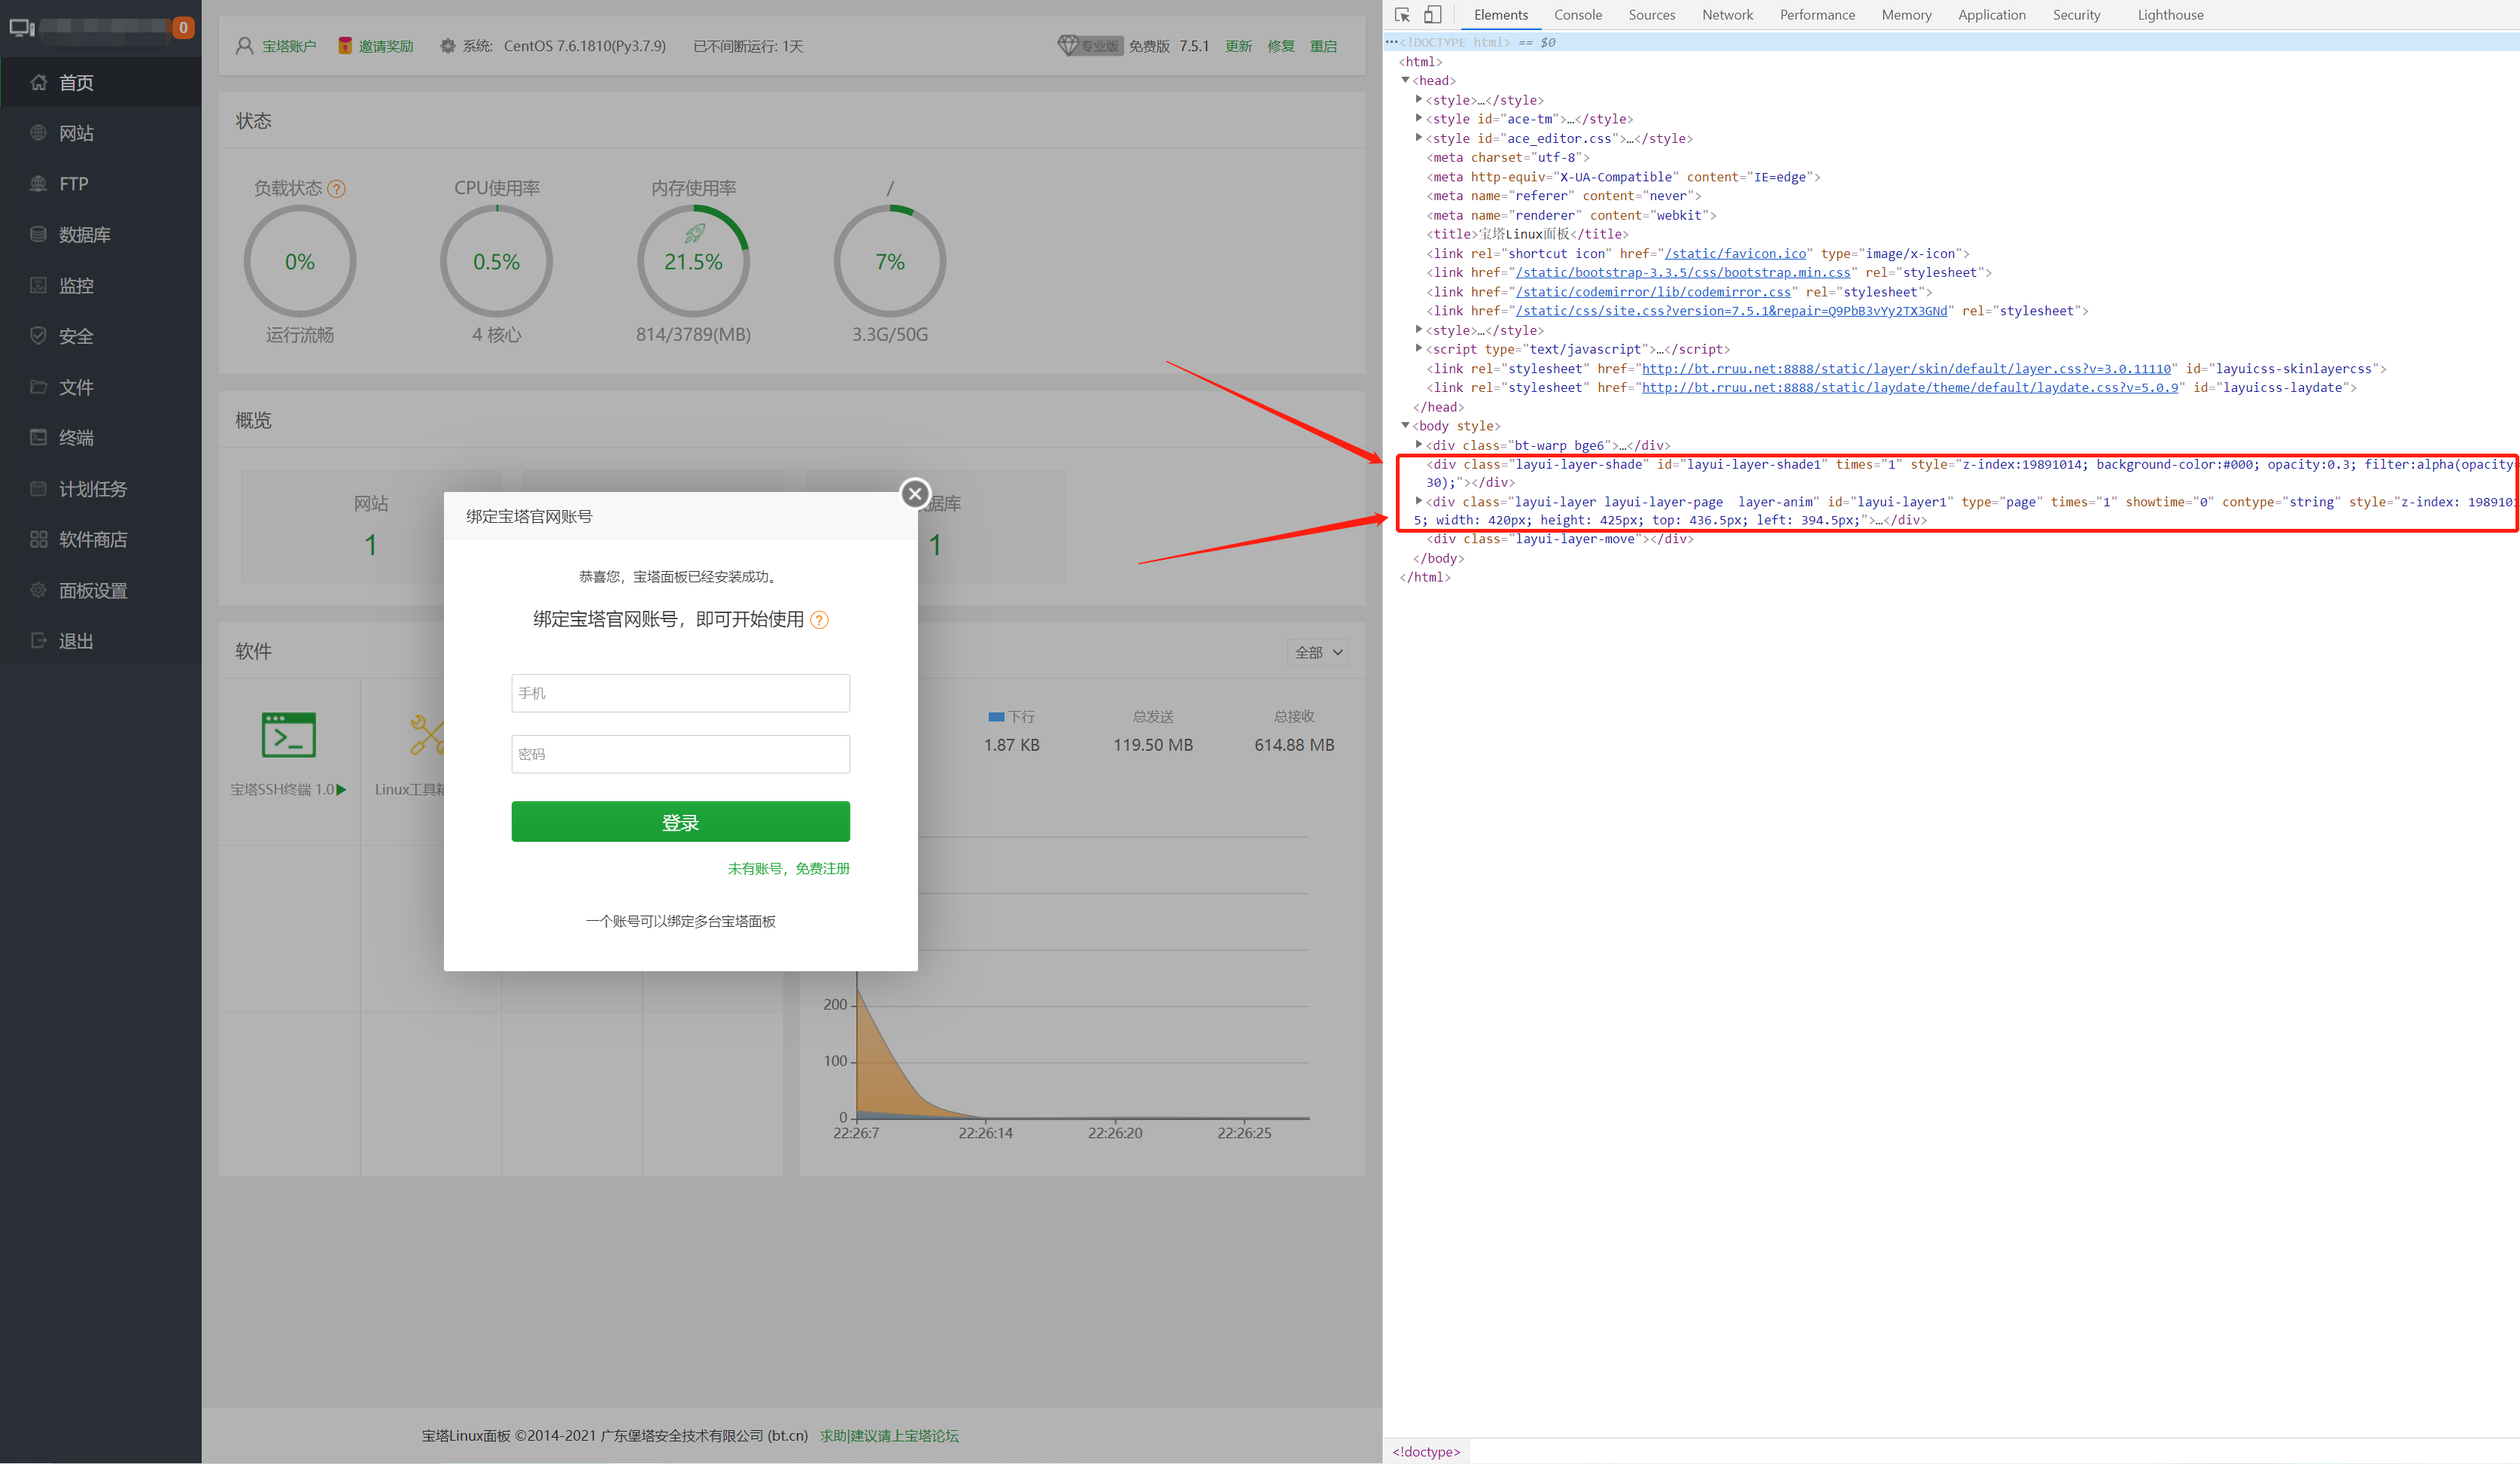 0
首页
网站
FTP
数据库
监控
安全
文件
终端
计划任务
软件商店
面板设置
退出
宝塔账户 邀请奖励 系统: CentOS 7.6.1810(Py3.7.9) 已不间断运行: 1天 专业版 免费版 7.5.1 更新 修复 重启
状态
负载状态 ? CPU使用率 内存使用率 /
0% 0.5% 21.5% 7%
运行流畅 4 核心 814/3789(MB) 3.3G/50G
概览
网站 据库
1 1
绑定宝塔官网账号
恭喜您，宝塔面板已经安装成功。
绑定宝塔官网账号，即可开始使用 ?
手机
密码
登录
未有账号，免费注册
一个账号可以绑定多台宝塔面板
软件 全部
宝塔SSH终端 1.0 Linux工具箱
下行 总发送 总接收
1.87 KB 119.50 MB 614.88 MB
200
100
0
22:26:7 22:26:14 22:26:20 22:26:25
宝塔Linux面板 ©2014-2021 广东堡塔安全技术有限公司 (bt.cn) 求助|建议请上宝塔论坛
Elements Console Sources Network Performance Memory Application Security Lighthouse
···<!DOCTYPE html> == $0
<html>
<head>
<style>…</style>
<style id="ace-tm">…</style>
<style id="ace_editor.css">…</style>
<meta charset="utf-8">
<meta http-equiv="X-UA-Compatible" content="IE=edge">
<meta name="referer" content="never">
<meta name="renderer" content="webkit">
<title>宝塔Linux面板</title>
<link rel="shortcut icon" href="/static/favicon.ico" type="image/x-icon">
<link href="/static/bootstrap-3.3.5/css/bootstrap.min.css" rel="stylesheet">
<link href="/static/codemirror/lib/codemirror.css" rel="stylesheet">
<link href="/static/css/site.css?version=7.5.1&repair=Q9PbB3vYy2TX3GNd" rel="stylesheet">
<style>…</style>
<script type="text/javascript">…</script>
<link rel="stylesheet" href="http://bt.rruu.net:8888/static/layer/skin/default/layer.css?v=3.0.11110" id="layuicss-skinlayercss">
<link rel="stylesheet" href="http://bt.rruu.net:8888/static/laydate/theme/default/laydate.css?v=5.0.9" id="layuicss-laydate">
</head>
<body style>
<div class="bt-warp bge6">…</div>
<div class="layui-layer-shade" id="layui-layer-shade1" times="1" style="z-index:19891014; background-color:#000; opacity:0.3; filter:alpha(opacity=
30);"></div>
<div class="layui-layer layui-layer-page  layer-anim" id="layui-layer1" type="page" times="1" showtime="0" contype="string" style="z-index: 1989101
5; width: 420px; height: 425px; top: 436.5px; left: 394.5px;">…</div>
<div class="layui-layer-move"></div>
</body>
</html>
<!doctype>